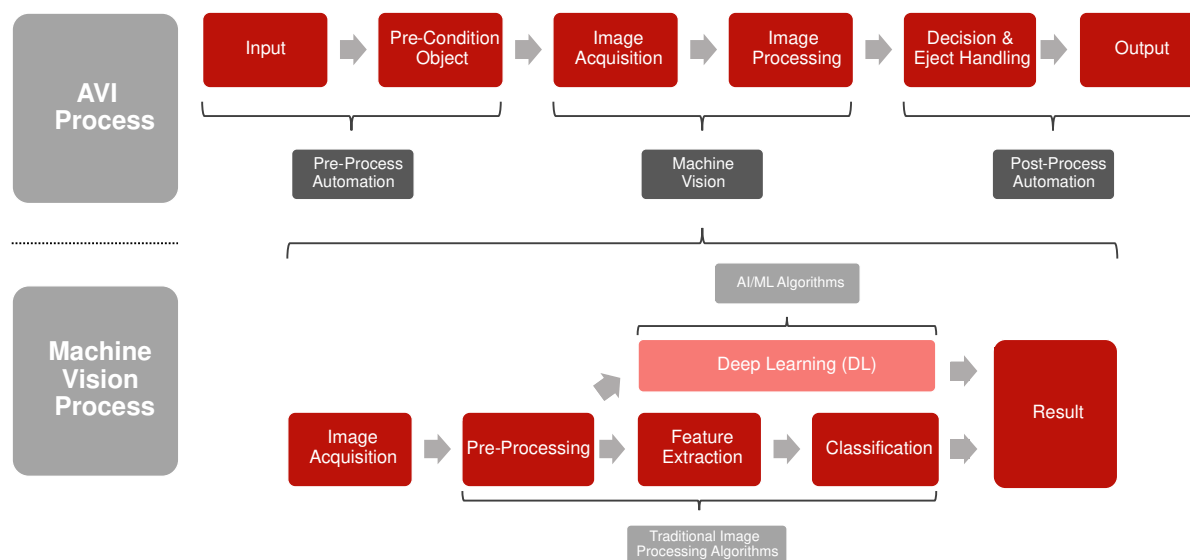 AVI
Process
Input
Pre-Condition
Object
Image
Acquisition
Image
Processing
Decision &
Eject Handling
Output
Pre-Process
Automation
Machine
Vision
Post-Process
Automation
Machine
Vision
Process
AI/ML Algorithms
Deep Learning (DL)
Image
Acquisition
Pre-Processing
Feature
Extraction
Classification
Result
Traditional Image
Processing Algorithms